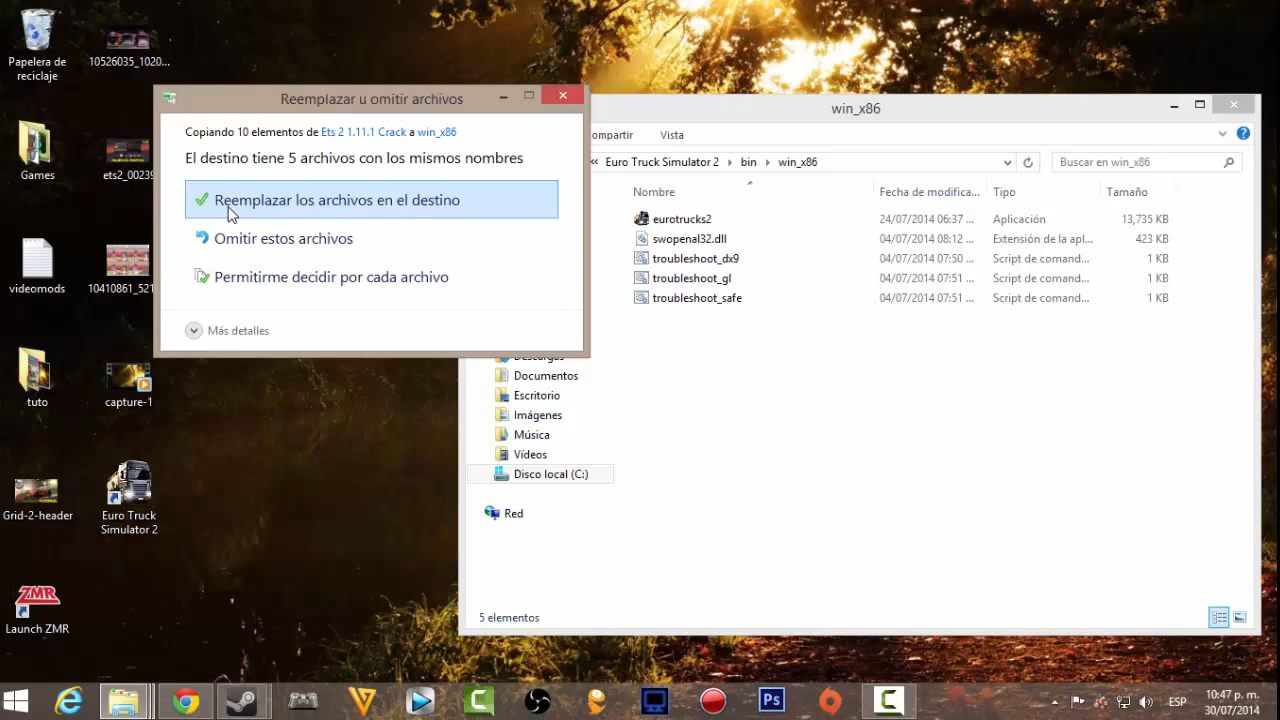 Papelera de
reciclaje
10526035_1020...
Games
ets2_00239
videomods
10410861_521
tuto
capture-1
Grid-2-header
Euro Truck
Simulator 2
ZMR
Launch ZMR
Reemplazar u omitir archivos
Copiando 10 elementos de Ets 2 1.11.1 Crack a win_x86
El destino tiene 5 archivos con los mismos nombres
Reemplazar los archivos en el destino
Omitir estos archivos
Permitirme decidir por cada archivo
Más detalles
win_x86
ompartir Vista
Euro Truck Simulator 2 bin win_x86
Buscar en win_x86
Nombre Fecha de modifica... Tipo Tamaño
eurotrucks2 24/07/2014 06:37 ... Aplicación 13,735 KB
swopenal32.dll 04/07/2014 08:12 ... Extensión de la apl... 423 KB
troubleshoot_dx9 04/07/2014 07:50 ... Script de comand... 1 KB
troubleshoot_gl 04/07/2014 07:51 ... Script de comand... 1 KB
troubleshoot_safe 04/07/2014 07:51 ... Script de comand... 1 KB
Descargas
Documentos
Escritorio
Imágenes
Música
Vídeos
Disco local (C:)
Red
5 elementos
Ps
ESP
10:47 p. m.
30/07/2014